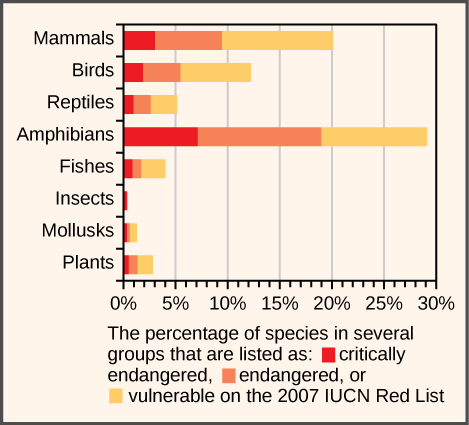 Mammals
Birds
Reptiles
Amphibians
Fishes
Insects
Mollusks
Plants
0% 5% 10% 15% 20% 25% 30%
The percentage of species in several
groups that are listed as: critically
endangered, endangered, or
vulnerable on the 2007 IUCN Red List